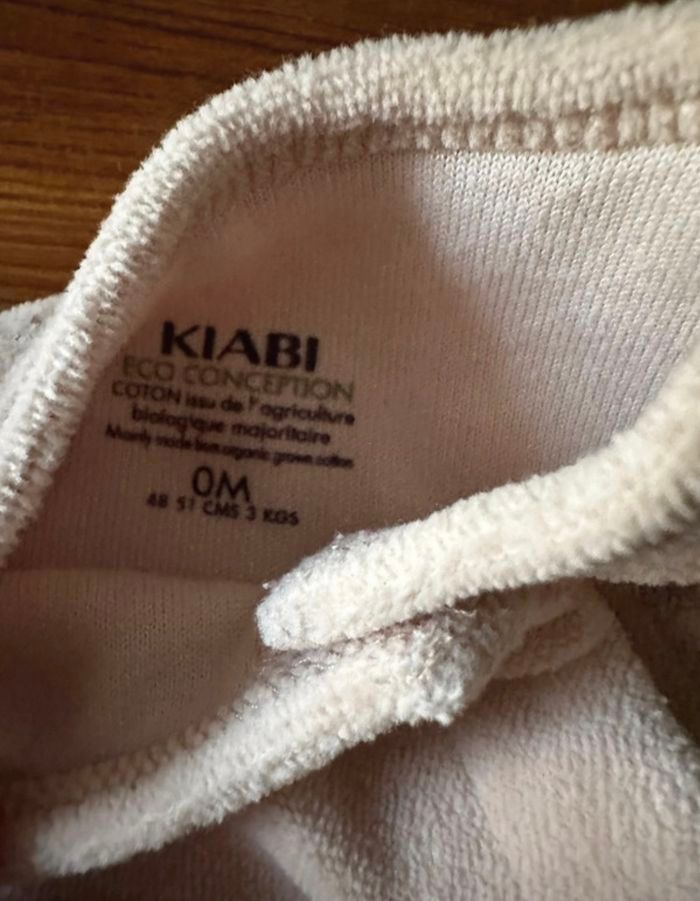 KIABI
ECO CONCEPTION
COTON issu de l'agriculture
biologique majoritaire
Mainly made from organic grown cotton
0M
48 51 CMS 3 KGS